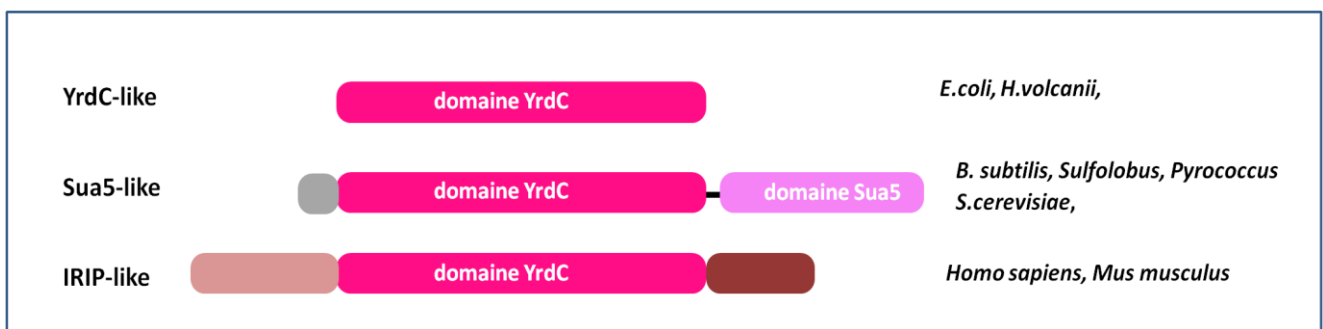 YrdC-like
domaine YrdC
E.coli, H.volcanii,
Sua5-like
domaine YrdC
domaine Sua5
B. subtilis, Sulfolobus, Pyrococcus
S.cerevisiae,
IRIP-like
domaine YrdC
Homo sapiens, Mus musculus